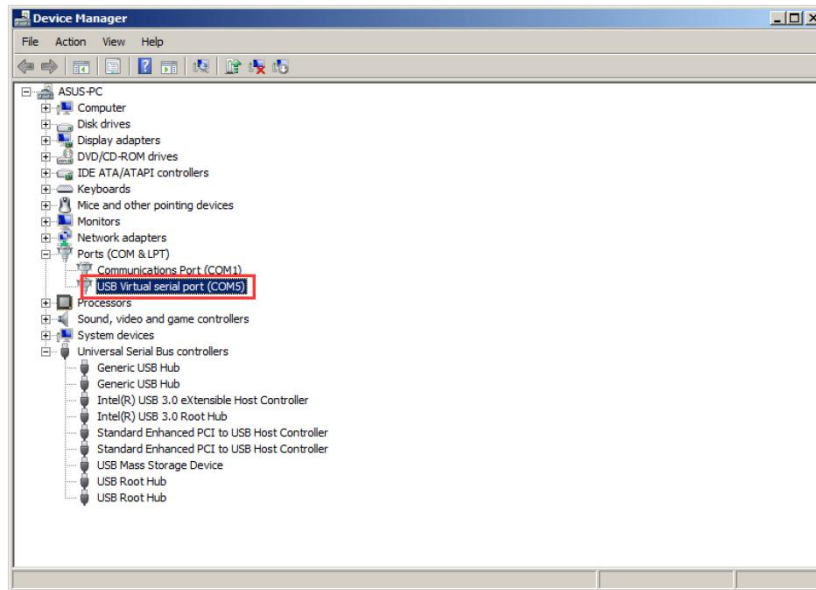 Device Manager
File Action View Help
ASUS-PC
Computer
Disk drives
Display adapters
DVD/CD-ROM drives
IDE ATA/ATAPI controllers
Keyboards
Mice and other pointing devices
Monitors
Network adapters
Ports (COM & LPT)
Communications Port (COM1)
USB Virtual serial port (COM5)
Processors
Sound, video and game controllers
System devices
Universal Serial Bus controllers
Generic USB Hub
Generic USB Hub
Intel(R) USB 3.0 eXtensible Host Controller
Intel(R) USB 3.0 Root Hub
Standard Enhanced PCI to USB Host Controller
Standard Enhanced PCI to USB Host Controller
USB Mass Storage Device
USB Root Hub
USB Root Hub